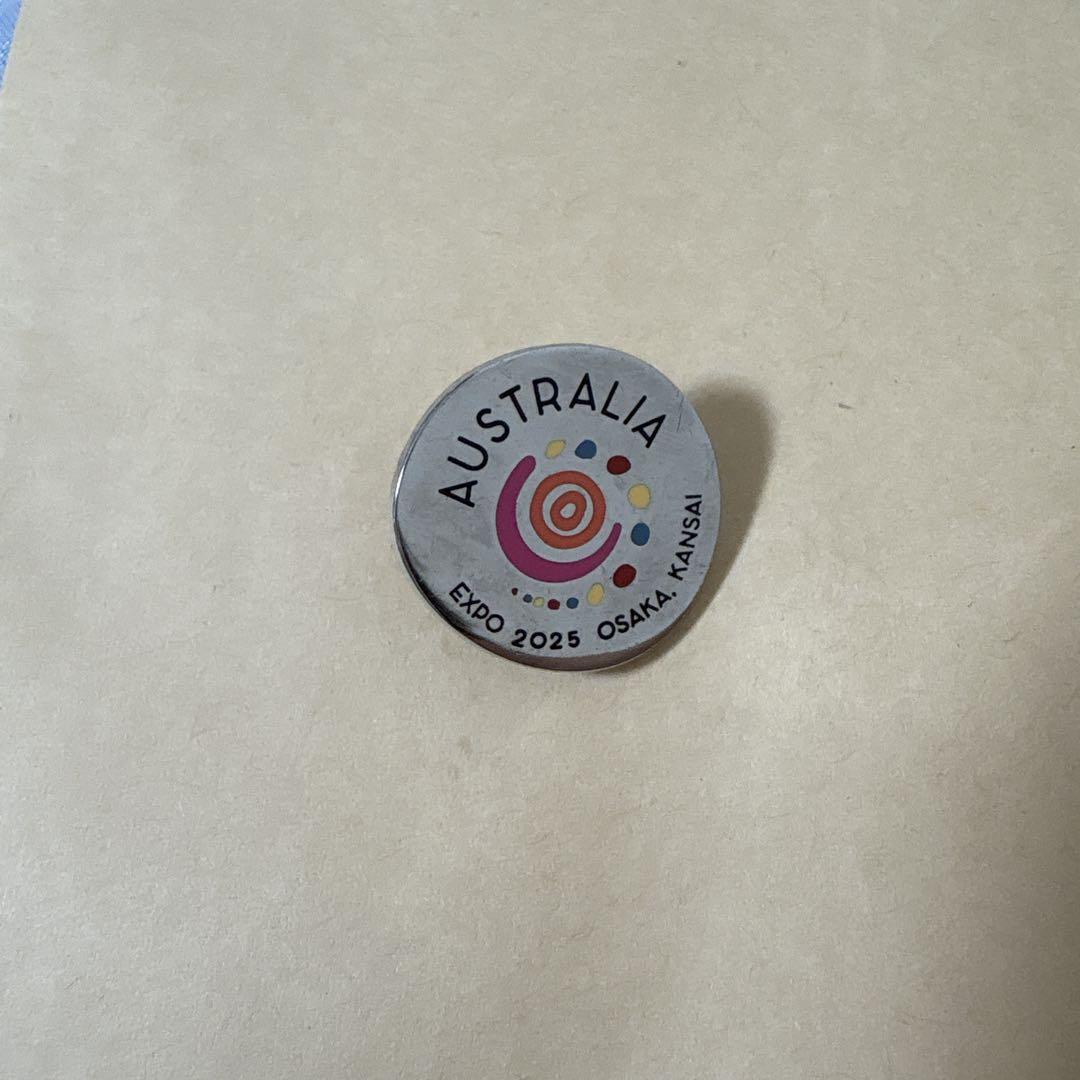 AUSTRALIA
EXPO 2025 OSAKA, KANSAI